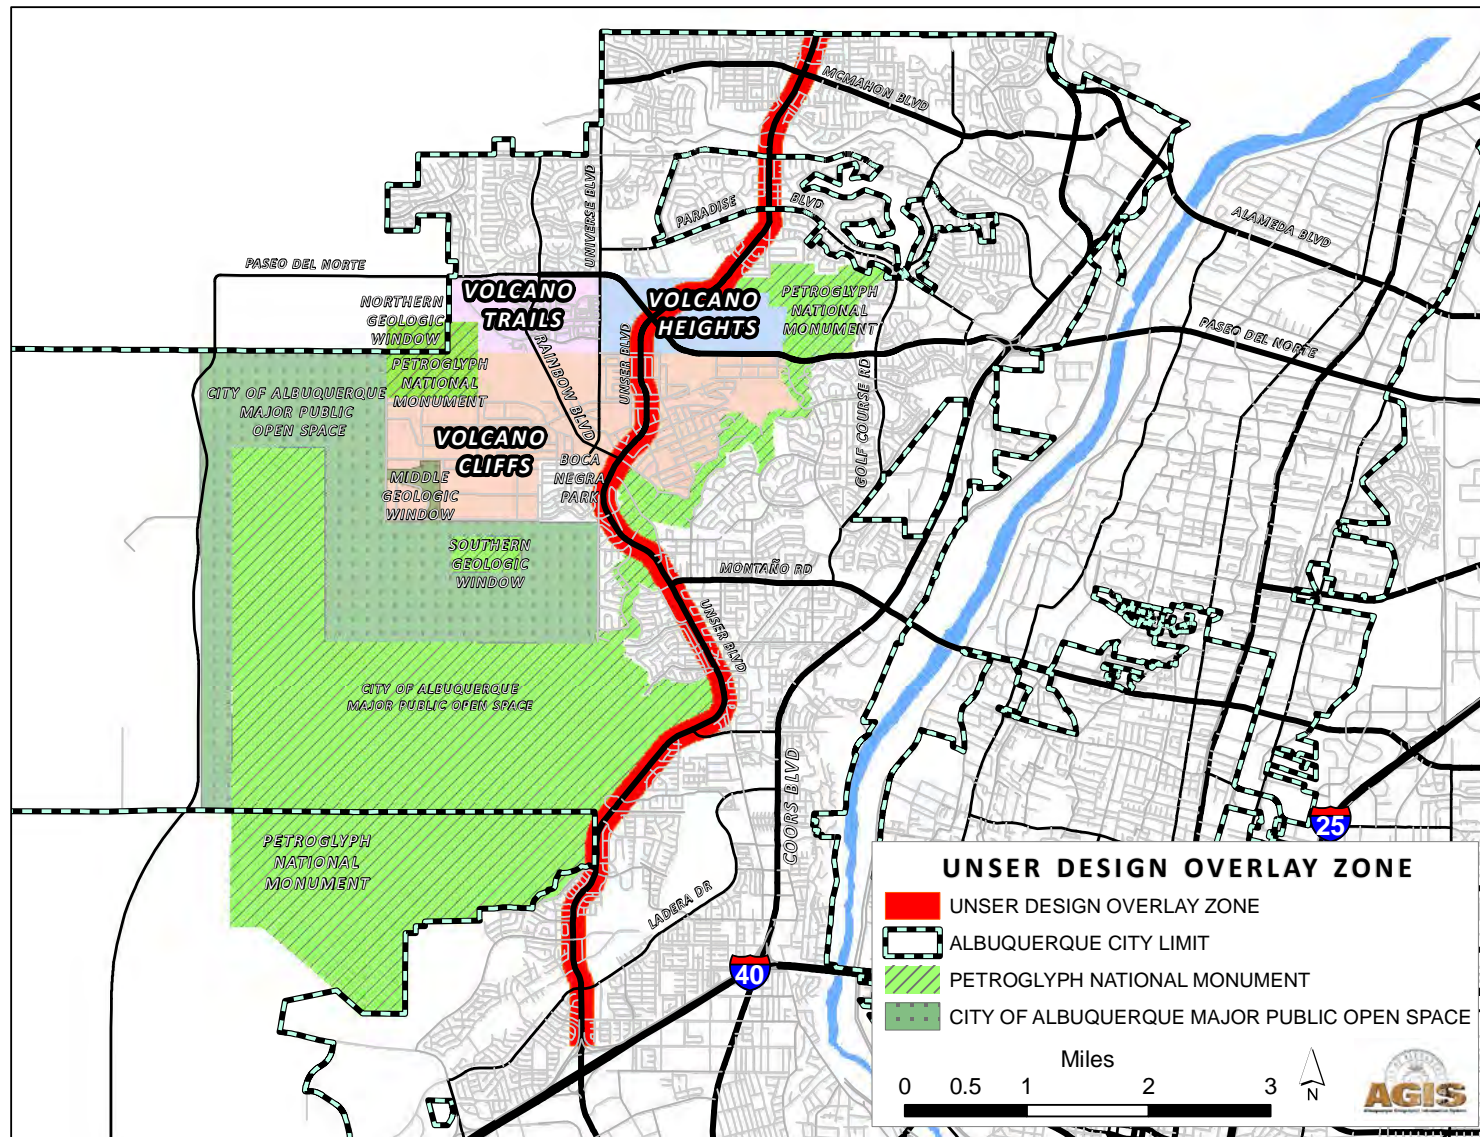 MCMAHON BLVD
UNIVERSE BLVD
PARADISE
BLVD
ALAMEDA BLVD
PASEO DEL NORTE
NORTHERN
GEOLOGIC
WINDOW
VOLCANO
TRAILS
VOLCANO
HEIGHTS
PETROGLYPH
NATIONAL
MONUMENT
PASEO DEL NORTE
UNSER BLVD
RAINBOW BLVD
PETROGLYPH
NATIONAL
MONUMENT
CITY OF ALBUQUERQUE
MAJOR PUBLIC
OPEN SPACE
GOLF COURSE RD
VOLCANO
CLIFFS
BOCA
NEGRA
PARK
MIDDLE
GEOLOGIC
WINDOW
SOUTHERN
GEOLOGIC
WINDOW
MONTAÑO RD
UNSER BLVD
CITY OF ALBUQUERQUE
MAJOR PUBLIC OPEN SPACE
COORS BLVD
PETROGLYPH
NATIONAL
MONUMENT
LADERA DR
25
40
UNSER DESIGN OVERLAY ZONE
UNSER DESIGN OVERLAY ZONE
ALBUQUERQUE CITY LIMIT
PETROGLYPH NATIONAL MONUMENT
CITY OF ALBUQUERQUE MAJOR PUBLIC OPEN SPACE
Miles
0 0.5 1 2 3
N
AGIS